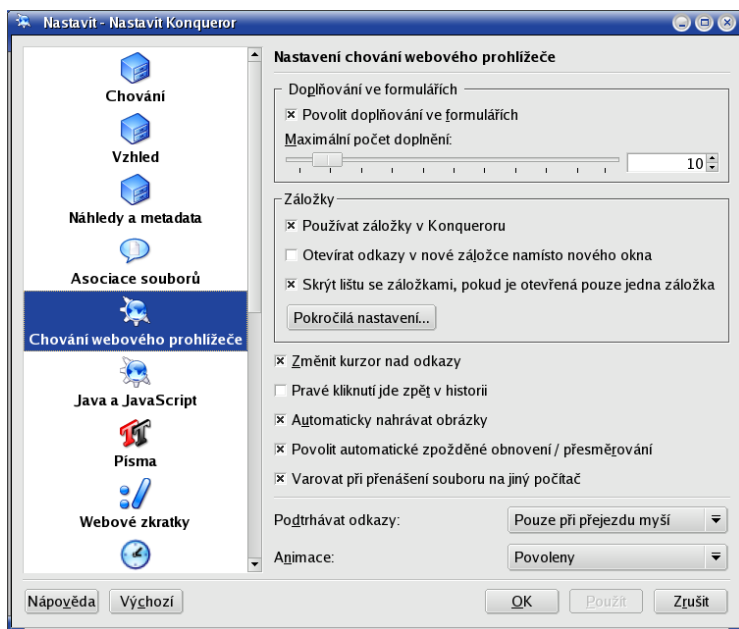 Nastavit - Nastavit Konqueror
Chování
Vzhled
Náhledy a metadata
Asociace souborů
Chování webového prohlížeče
Java a JavaScript
Písma
Webové zkratky
Nastavení chování webového prohlížeče
Doplňování ve formulářích
Povolit doplňování ve formulářích
Maximální počet doplnění:
10
Záložky
Používat záložky v Konqueroru
Otevírat odkazy v nové záložce namísto nového okna
Skrýt lištu se záložkami, pokud je otevřená pouze jedna záložka
Pokročilá nastavení...
Změnit kurzor nad odkazy
Pravé kliknutí jde zpět v historii
Automaticky nahrávat obrázky
Povolit automatické zpožděné obnovení / přesměrování
Varovat při přenášení souboru na jiný počítač
Podtrhávat odkazy: Pouze při přejezdu myší
Animace: Povoleny
Nápověda Výchozí OK Použít Zrušit